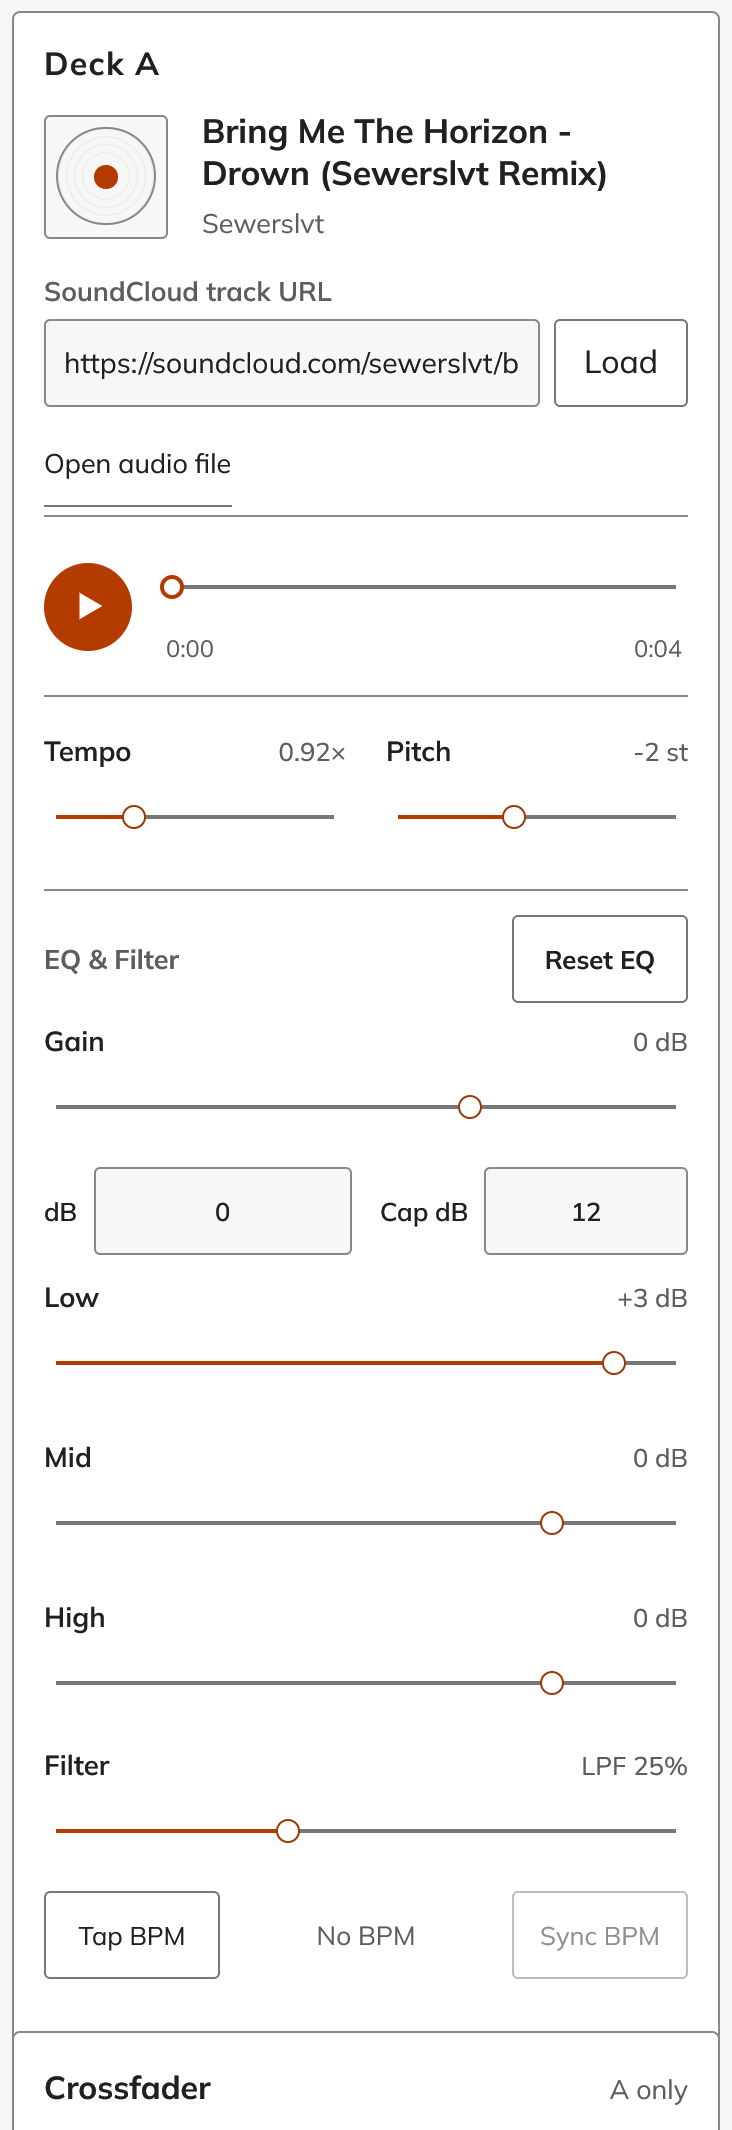 Deck A
Bring Me The Horizon -
Drown (Sewerslvt Remix)
Sewerslvt
SoundCloud track URL
https://soundcloud.com/sewerslvt/b
Load
Open audio file
0:00
0:04
Tempo
0.92×
Pitch
-2 st
EQ & Filter
Reset EQ
Gain
0 dB
dB
0
Cap dB
12
Low
+3 dB
Mid
0 dB
High
0 dB
Filter
LPF 25%
Tap BPM
No BPM
Sync BPM
Crossfader
A only